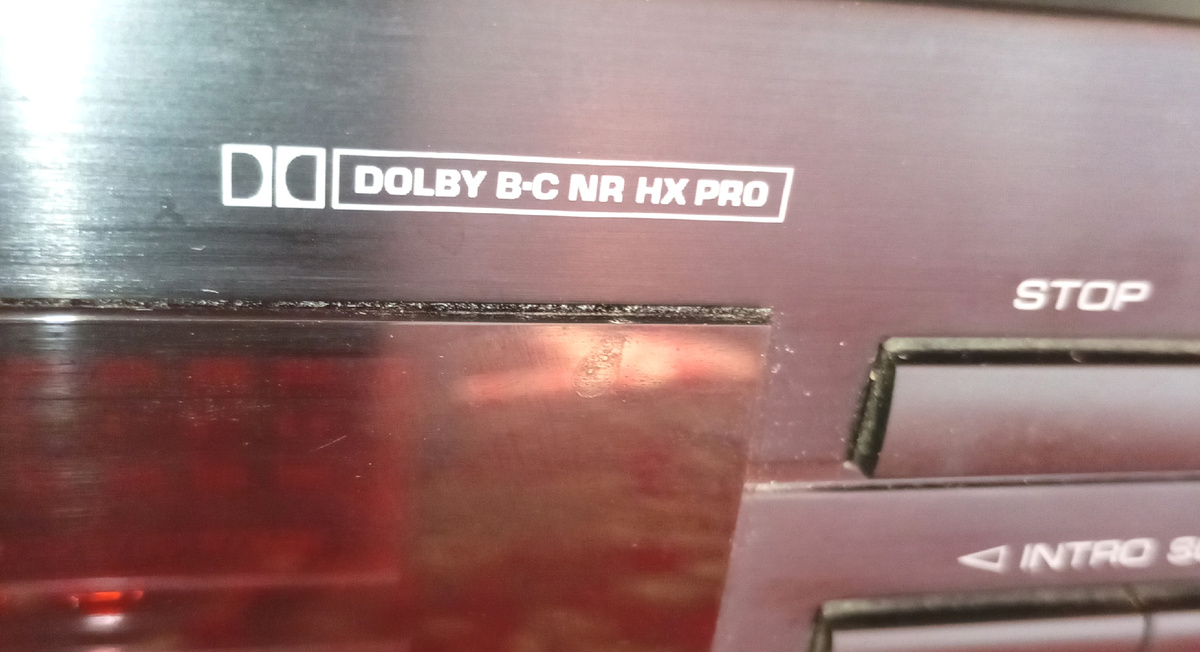 DOLBY B-C NR HX PRO
STOP
INTRO